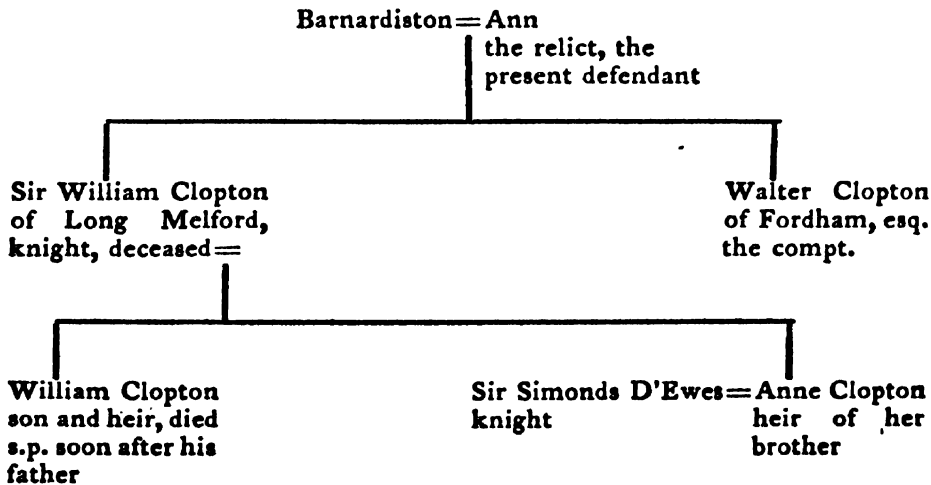 Barnardiston=Ann
the relict, the
present defendant
Sir William Clopton
of Long Melford,
knight, deceased=
Walter Clopton
of Fordham, esq.
the compt.
William Clopton
son and heir, died
s.p. soon after his
father
Sir Simonds D'Ewes=Anne Clopton
knight
heir of her
brother